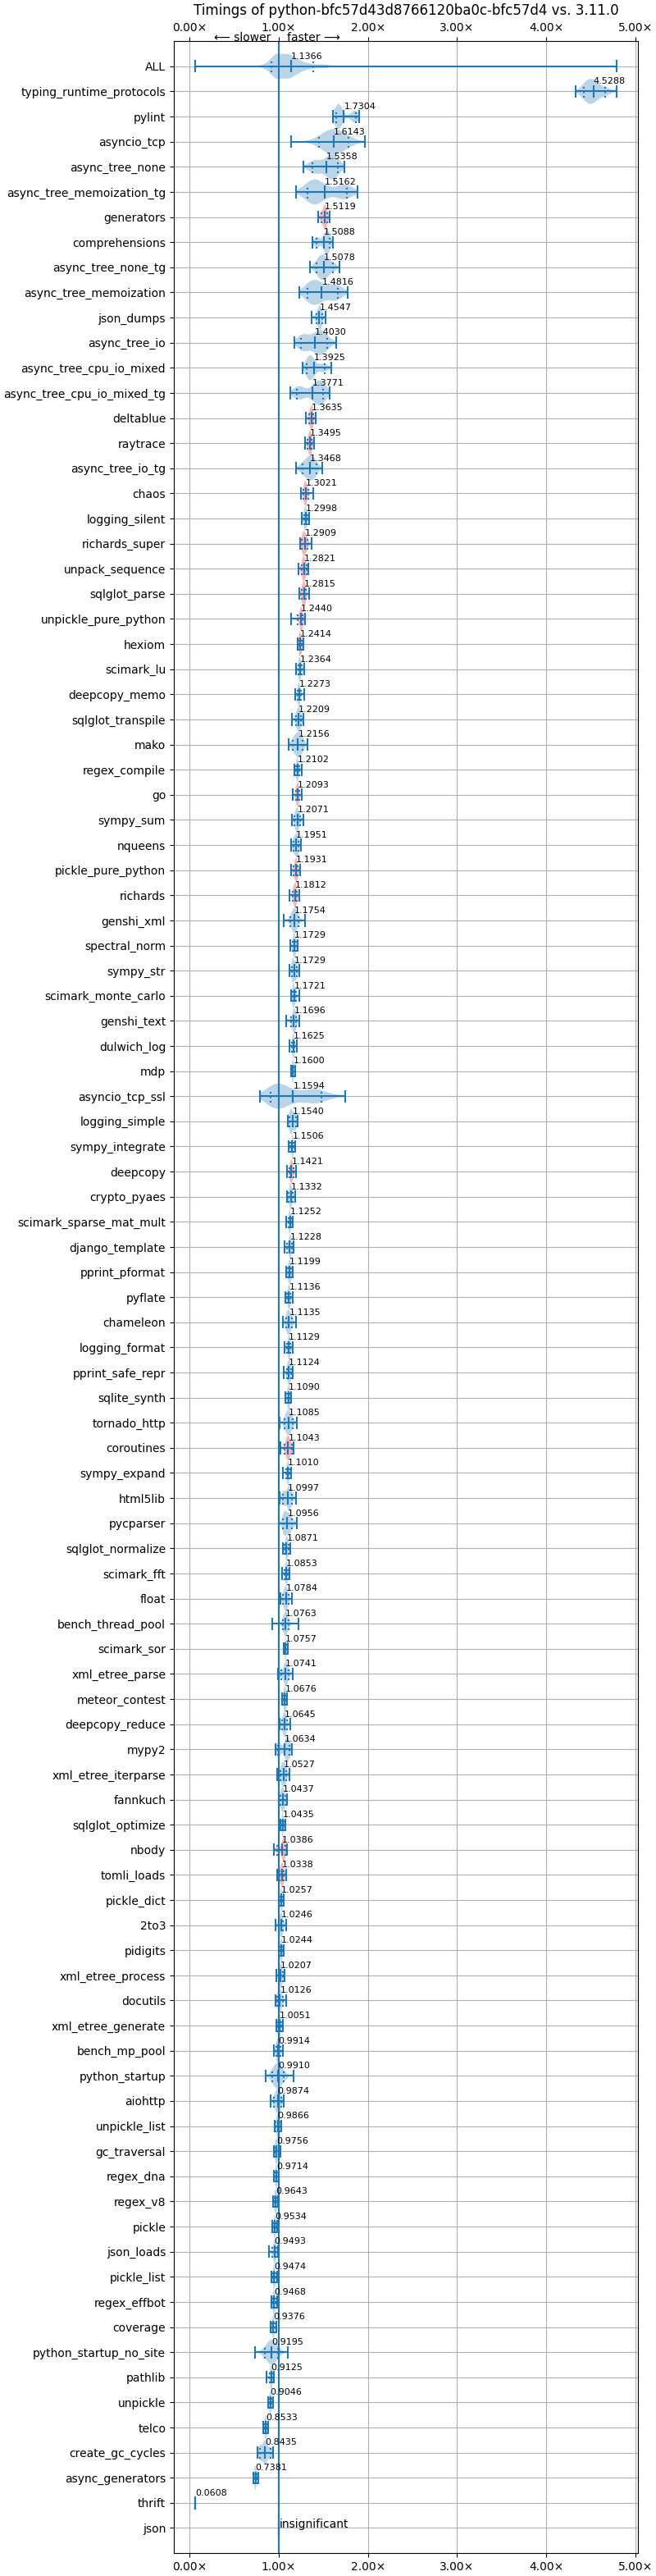 Timings of python-bfc57d43d8766120ba0c-bfc57d4 vs. 3.11.0
0.00× 1.00× 2.00× 3.00× 4.00× 5.00×
⟵ slower faster ⟶
ALL 1.1366
typing_runtime_protocols 4.5288
pylint 1.7304
asyncio_tcp 1.6143
async_tree_none 1.5358
async_tree_memoization_tg 1.5162
generators 1.5119
comprehensions 1.5088
async_tree_none_tg 1.5078
async_tree_memoization 1.4816
json_dumps 1.4547
async_tree_io 1.4030
async_tree_cpu_io_mixed 1.3925
async_tree_cpu_io_mixed_tg 1.3771
deltablue 1.3635
raytrace 1.3495
async_tree_io_tg 1.3468
chaos 1.3021
logging_silent 1.2998
richards_super 1.2909
unpack_sequence 1.2821
sqlglot_parse 1.2815
unpickle_pure_python 1.2440
hexiom 1.2414
scimark_lu 1.2364
deepcopy_memo 1.2273
sqlglot_transpile 1.2209
mako 1.2156
regex_compile 1.2102
go 1.2093
sympy_sum 1.2071
nqueens 1.1951
pickle_pure_python 1.1931
richards 1.1812
genshi_xml 1.1754
spectral_norm 1.1729
sympy_str 1.1729
scimark_monte_carlo 1.1721
genshi_text 1.1696
dulwich_log 1.1625
mdp 1.1600
asyncio_tcp_ssl 1.1594
logging_simple 1.1540
sympy_integrate 1.1506
deepcopy 1.1421
crypto_pyaes 1.1332
scimark_sparse_mat_mult 1.1252
django_template 1.1228
pprint_pformat 1.1199
pyflate 1.1136
chameleon 1.1135
logging_format 1.1129
pprint_safe_repr 1.1124
sqlite_synth 1.1090
tornado_http 1.1085
coroutines 1.1043
sympy_expand 1.1010
html5lib 1.0997
pycparser 1.0956
sqlglot_normalize 1.0871
scimark_fft 1.0853
float 1.0784
bench_thread_pool 1.0763
scimark_sor 1.0757
xml_etree_parse 1.0741
meteor_contest 1.0676
deepcopy_reduce 1.0645
mypy2 1.0634
xml_etree_iterparse 1.0527
fannkuch 1.0437
sqlglot_optimize 1.0435
nbody 1.0386
tomli_loads 1.0338
pickle_dict 1.0257
2to3 1.0246
pidigits 1.0244
xml_etree_process 1.0207
docutils 1.0126
xml_etree_generate 1.0051
bench_mp_pool 0.9914
python_startup 0.9910
aiohttp 0.9874
unpickle_list 0.9866
gc_traversal 0.9756
regex_dna 0.9714
regex_v8 0.9643
pickle 0.9534
json_loads 0.9493
pickle_list 0.9474
regex_effbot 0.9468
coverage 0.9376
python_startup_no_site 0.9195
pathlib 0.9125
unpickle 0.9046
telco 0.8533
create_gc_cycles 0.8435
async_generators 0.7381
thrift 0.0608
json insignificant
0.00× 1.00× 2.00× 3.00× 4.00× 5.00×